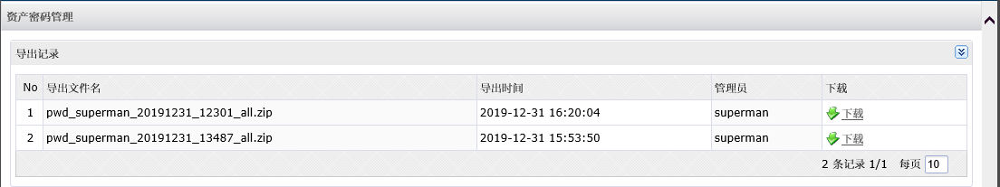 资产密码管理
导出记录
No 导出文件名 导出时间 管理员 下载
1 pwd_superman_20191231_12301_all.zip 2019-12-31 16:20:04 superman 下载
2 pwd_superman_20191231_13487_all.zip 2019-12-31 15:53:50 superman 下载
2 条记录 1/1 每页 10